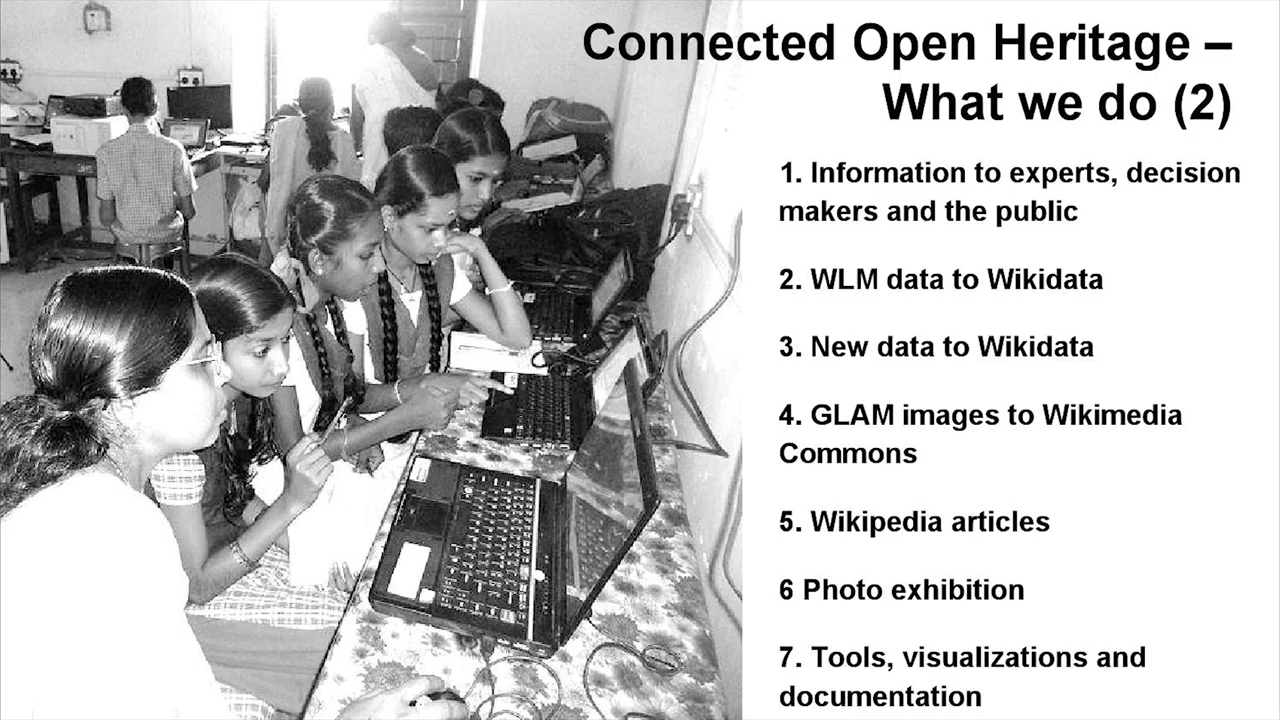 Connected Open Heritage –
What we do (2)
1. Information to experts, decision
makers and the public
2. WLM data to Wikidata
3. New data to Wikidata
4. GLAM images to Wikimedia
Commons
5. Wikipedia articles
6 Photo exhibition
7. Tools, visualizations and
documentation